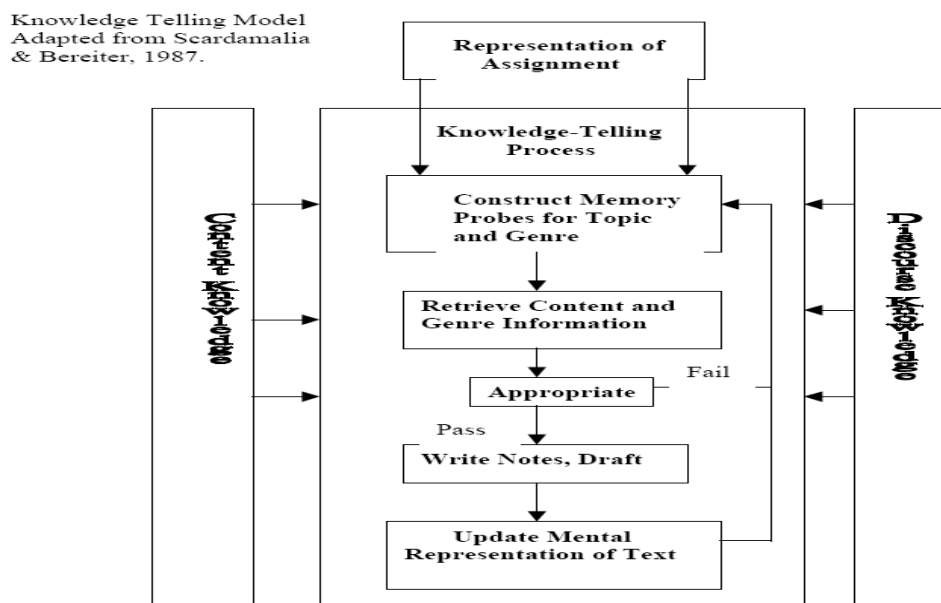 Knowledge Telling Model
Adapted from Scardamalia
& Bereiter, 1987.
Representation of
Assignment
Knowledge-Telling
Process
Construct Memory
Probes for Topic
and Genre
Retrieve Content and
Genre Information
Fail
Appropriate
Pass
Write Notes, Draft
Update Mental
Representation of Text
Content Knowledge
Discourse Knowledge